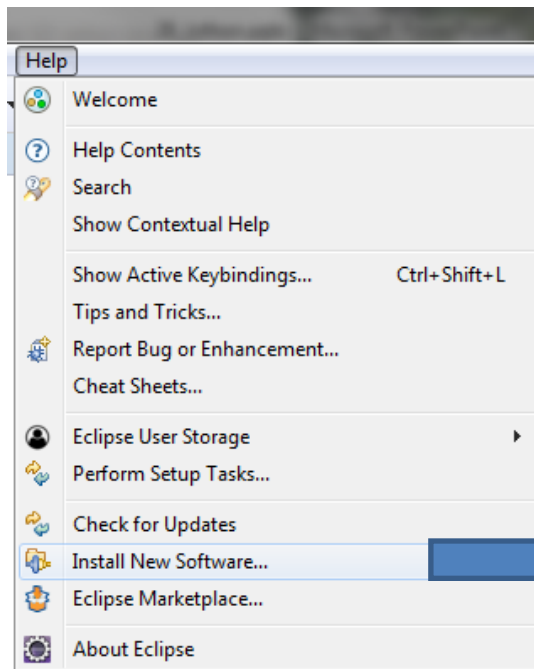 Help
Welcome
Help Contents
Search
Show Contextual Help
Show Active Keybindings... Ctrl+Shift+L
Tips and Tricks...
Report Bug or Enhancement...
Cheat Sheets...
Eclipse User Storage
Perform Setup Tasks...
Check for Updates
Install New Software...
Eclipse Marketplace...
About Eclipse